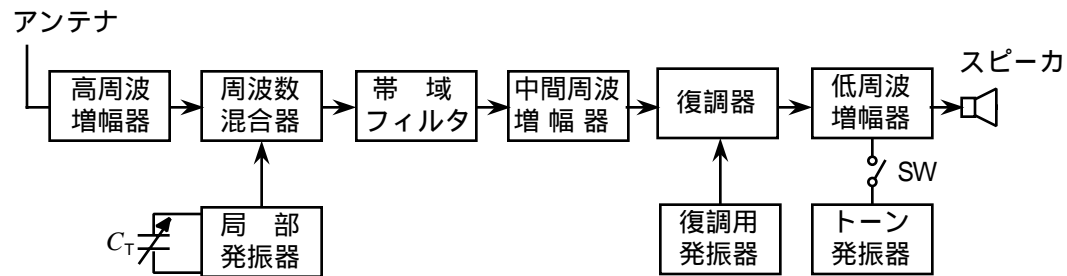 アンテナ
スピーカ
高周波
増幅器
周波数
混合器
帯 域
フィルタ
中間周波
増 幅 器
復調器
低周波
増幅器
SW
CT
局 部
発振器
復調用
発振器
トーン
発振器